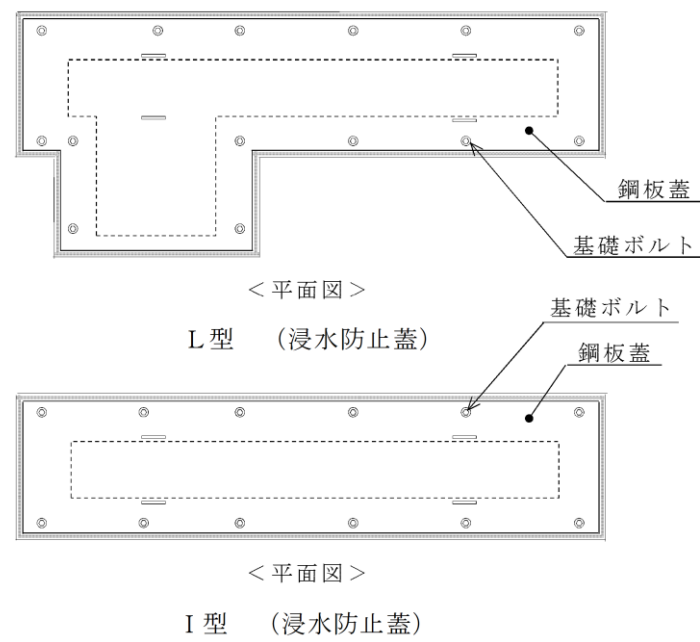 鋼板蓋
基礎ボルト
＜平面図＞
Ｌ型　（浸水防止蓋）
基礎ボルト
鋼板蓋
＜平面図＞
Ｉ型　（浸水防止蓋）